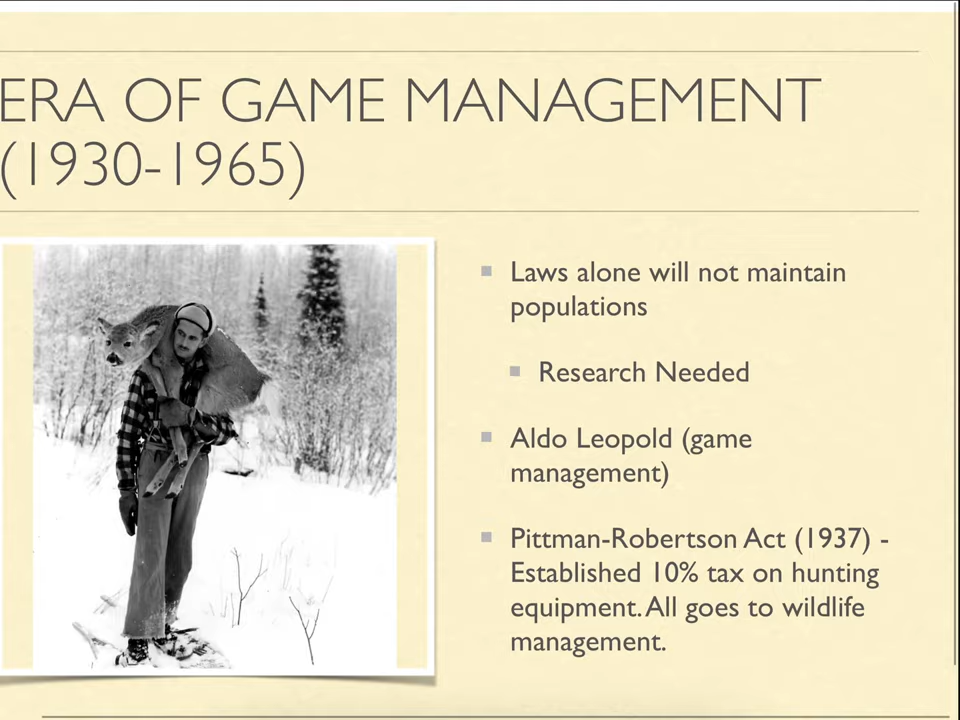 ERA OF GAME MANAGEMENT
(1930-1965)
Laws alone will not maintain
populations
Research Needed
Aldo Leopold (game
management)
Pittman-Robertson Act (1937) -
Established 10% tax on hunting
equipment. All goes to wildlife
management.